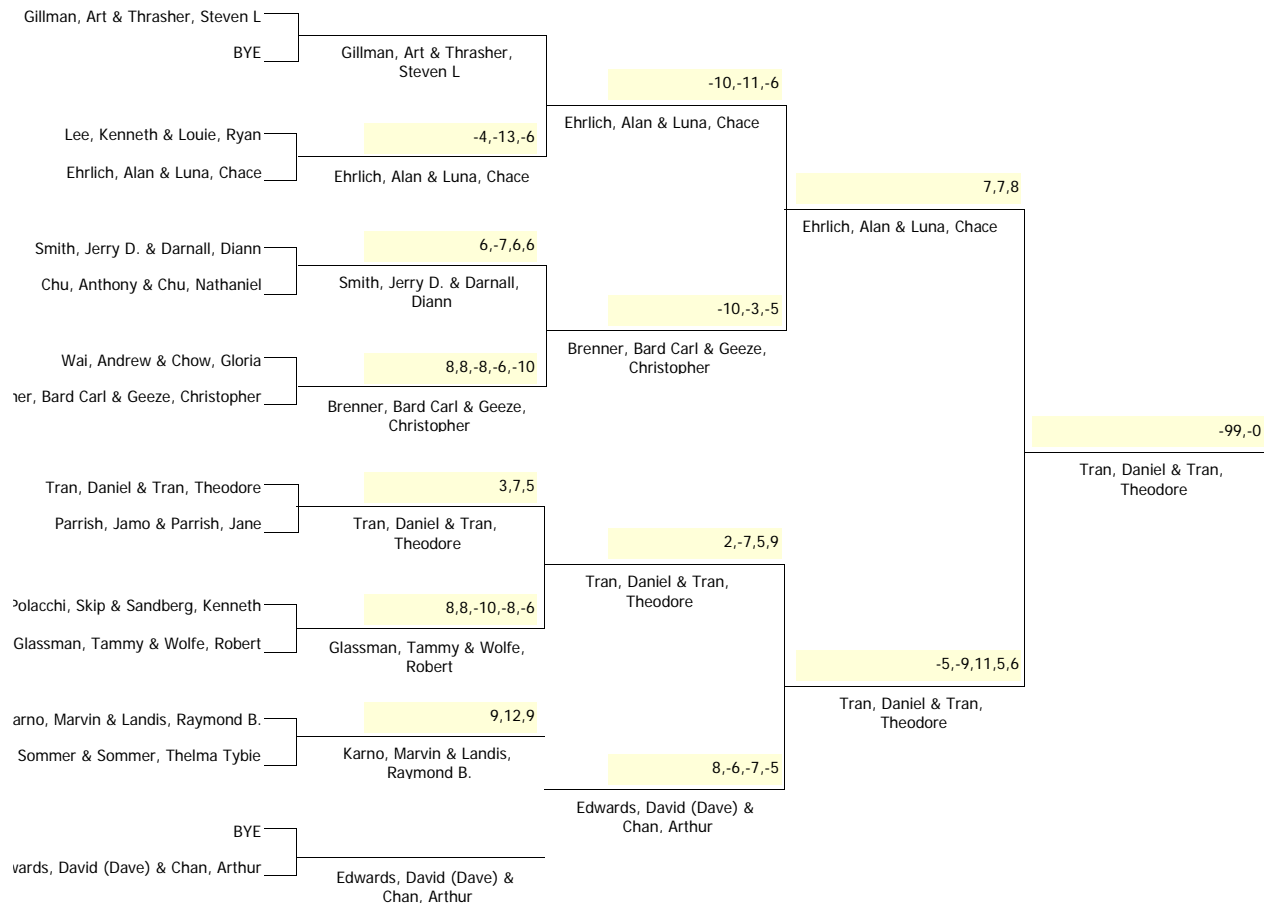 Gillman, Art & Thrasher, Steven L
BYE
Gillman, Art & Thrasher,
Steven L
-10,-11,-6
Ehrlich, Alan & Luna, Chace
Lee, Kenneth & Louie, Ryan
-4,-13,-6
Ehrlich, Alan & Luna, Chace
Ehrlich, Alan & Luna, Chace
7,7,8
Ehrlich, Alan & Luna, Chace
Smith, Jerry D. & Darnall, Diann
6,-7,6,6
Chu, Anthony & Chu, Nathaniel
Smith, Jerry D. & Darnall,
Diann
-10,-3,-5
Brenner, Bard Carl & Geeze,
Christopher
Wai, Andrew & Chow, Gloria
8,8,-8,-6,-10
ner, Bard Carl & Geeze, Christopher
Brenner, Bard Carl & Geeze,
Christopher
-99,-0
Tran, Daniel & Tran,
Theodore
Tran, Daniel & Tran, Theodore
3,7,5
Parrish, Jamo & Parrish, Jane
Tran, Daniel & Tran,
Theodore
2,-7,5,9
Tran, Daniel & Tran,
Theodore
Polacchi, Skip & Sandberg, Kenneth
8,8,-10,-8,-6
Glassman, Tammy & Wolfe, Robert
Glassman, Tammy & Wolfe,
Robert
-5,-9,11,5,6
Tran, Daniel & Tran,
Theodore
arno, Marvin & Landis, Raymond B.
9,12,9
Sommer & Sommer, Thelma Tybie
Karno, Marvin & Landis,
Raymond B.
8,-6,-7,-5
Edwards, David (Dave) &
Chan, Arthur
BYE
wards, David (Dave) & Chan, Arthur
Edwards, David (Dave) &
Chan, Arthur